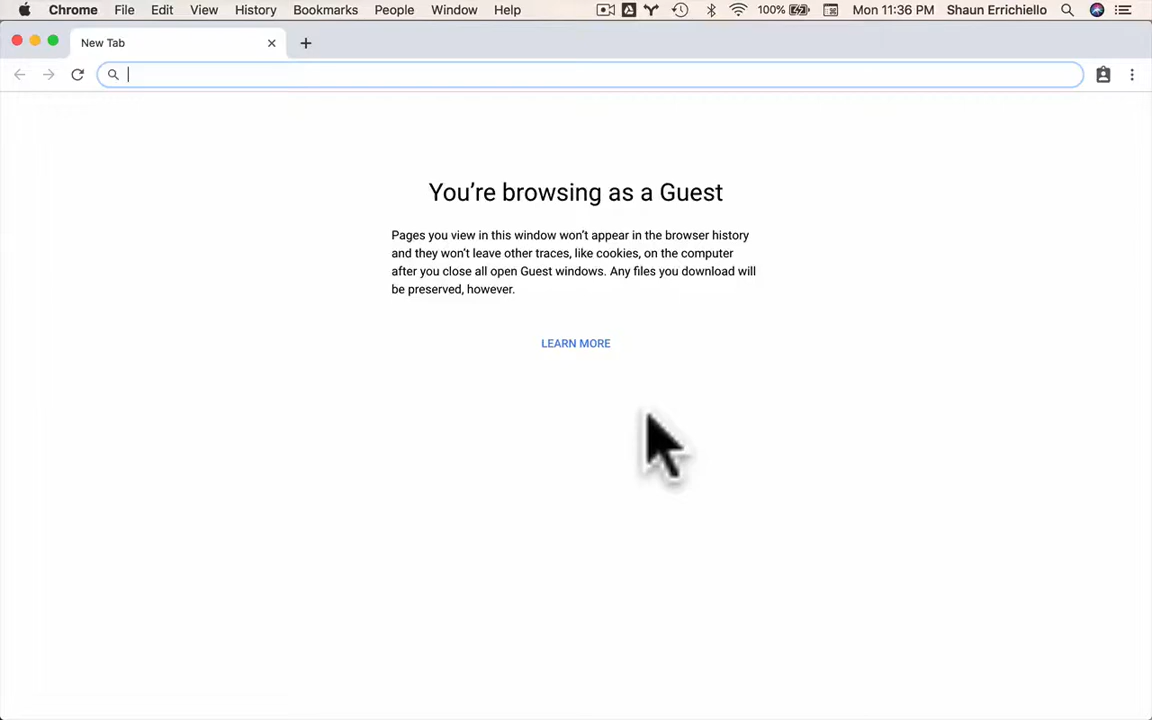 Chrome File Edit View History Bookmarks People Window Help 100% Mon 11:36 PM Shaun Errichiello
New Tab
You're browsing as a Guest
Pages you view in this window won't appear in the browser history
and they won't leave other traces, like cookies, on the computer
after you close all open Guest windows. Any files you download will
be preserved, however.
LEARN MORE